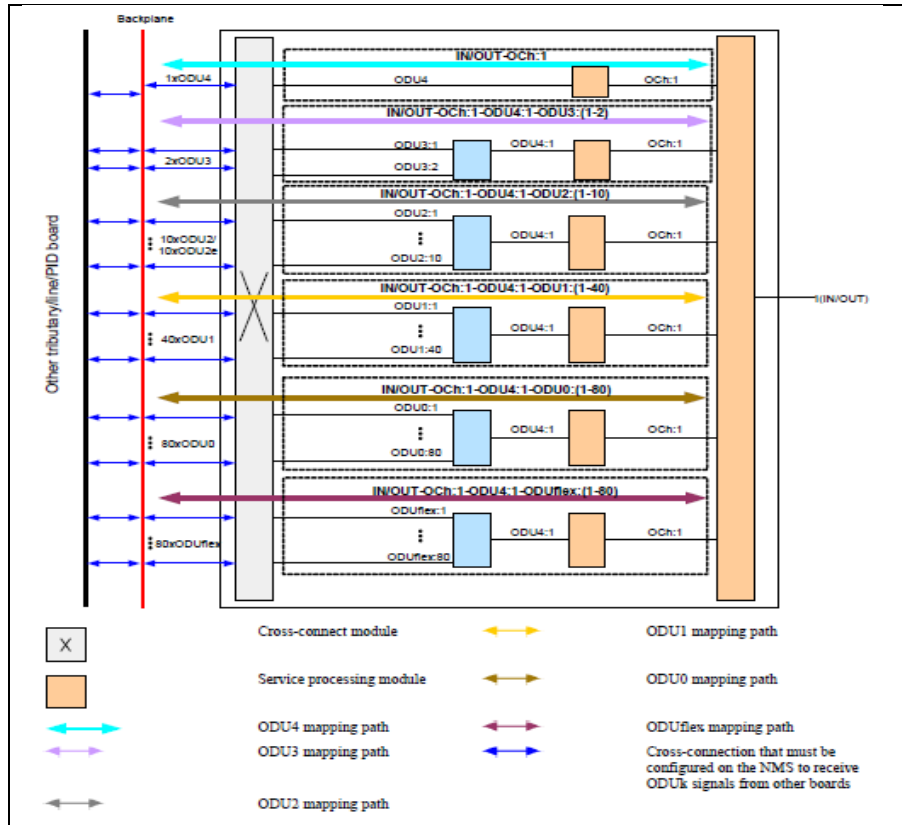 Backplane
Other tributary/line/PID board
IN/OUT-OCh:1
1xODU4
ODU4
OCh:1
IN/OUT-OCh:1-ODU4:1-ODU3:(1-2)
ODU3:1
ODU4:1
OCh:1
2xODU3
ODU3:2
IN/OUT-OCh:1-ODU4:1-ODU2:(1-10)
ODU2:1
10xODU2/
10xODU2e
ODU4:1
OCh:1
ODU2:10
IN/OUT-OCh:1-ODU4:1-ODU1:(1-40)
ODU1:1
1(IN/OUT)
40xODU1
ODU4:1
OCh:1
ODU1:40
IN/OUT-OCh:1-ODU4:1-ODU0:(1-80)
ODU0:1
80xODU0
ODU4:1
OCh:1
ODU0:80
IN/OUT-OCh:1-ODU4:1-ODUflex:(1-80)
ODUflex:1
80xODUflex
ODU4:1
OCh:1
ODUflex:80
X
Cross-connect module
ODU1 mapping path
Service processing module
ODU0 mapping path
ODU4 mapping path
ODUflex mapping path
ODU3 mapping path
Cross-connection that must be
configured on the NMS to receive
ODUk signals from other boards
ODU2 mapping path